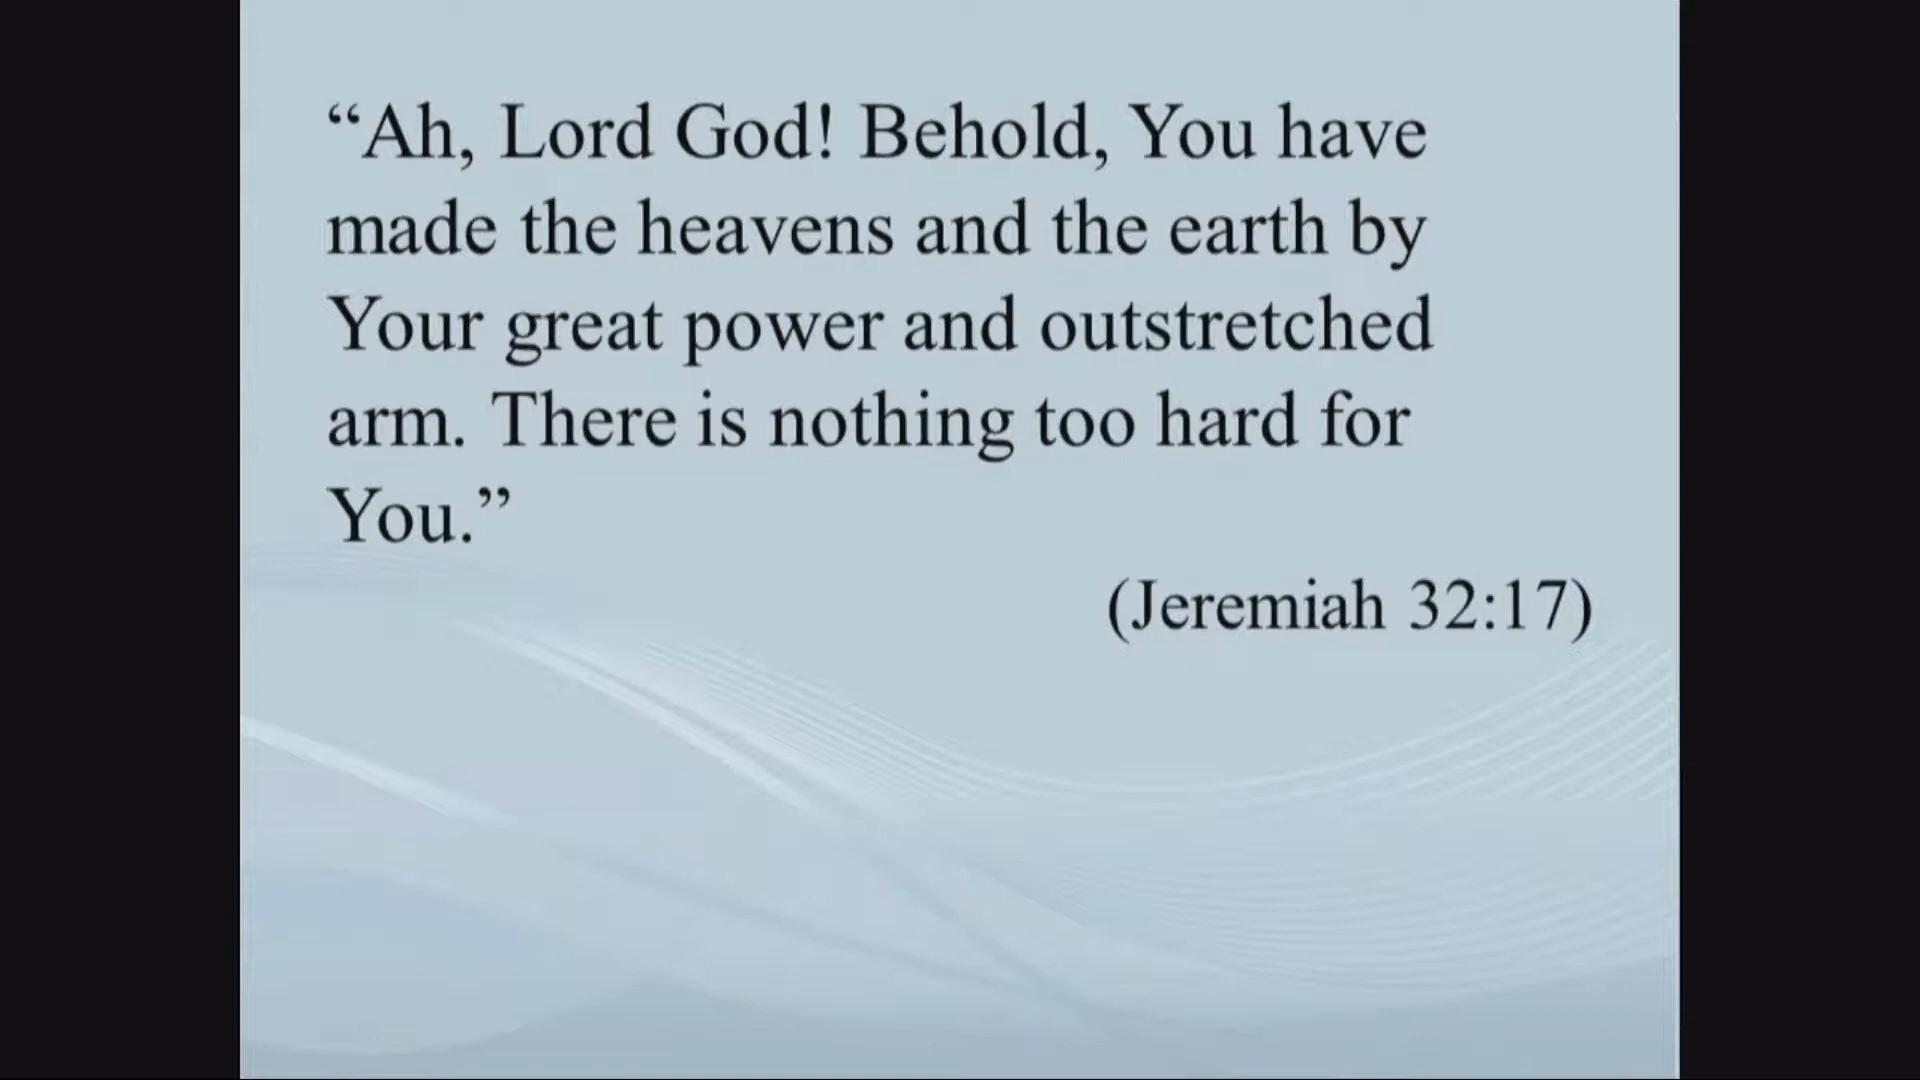 “Ah, Lord God! Behold, You have
made the heavens and the earth by
Your great power and outstretched
arm. There is nothing too hard for
You.”
(Jeremiah 32:17)